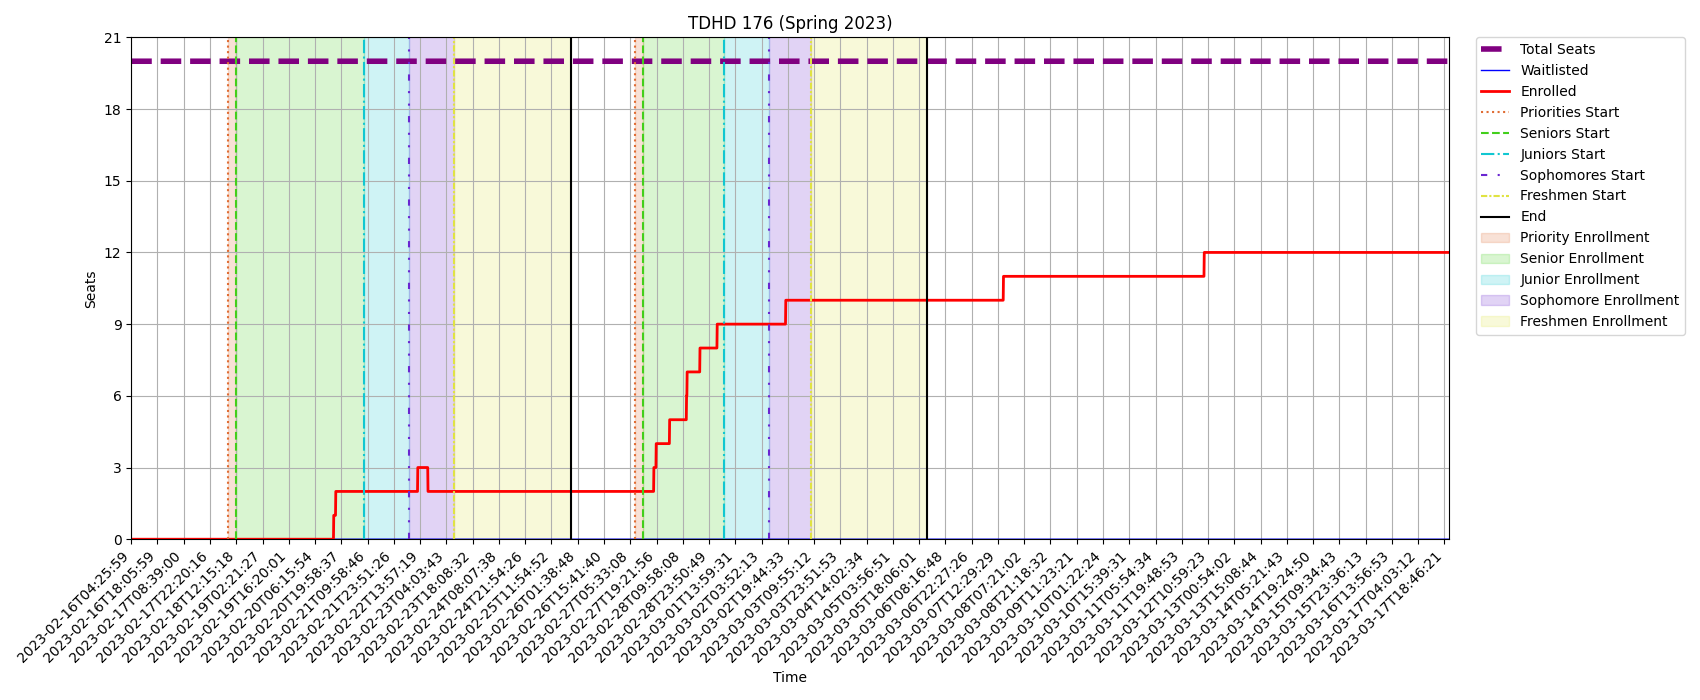 TDHD 176 (Spring 2023)
21
18
15
12
9
6
3
0
Seats
2023-02-16T04:25:59
2023-02-16T18:05:59
2023-02-17T08:39:00
2023-02-17T22:20:16
2023-02-18T12:15:18
2023-02-19T02:21:27
2023-02-19T16:20:01
2023-02-20T06:15:54
2023-02-20T19:58:37
2023-02-21T09:58:46
2023-02-21T23:51:26
2023-02-22T13:57:19
2023-02-23T04:03:43
2023-02-23T18:08:32
2023-02-24T08:07:38
2023-02-24T21:54:26
2023-02-25T11:54:52
2023-02-26T01:38:48
2023-02-26T15:41:40
2023-02-27T05:33:08
2023-02-27T19:21:56
2023-02-28T09:58:08
2023-02-28T23:50:49
2023-03-01T13:59:31
2023-03-02T03:52:13
2023-03-02T19:44:33
2023-03-03T09:55:12
2023-03-03T23:51:53
2023-03-04T14:02:34
2023-03-05T03:56:51
2023-03-05T18:06:01
2023-03-06T08:16:48
2023-03-06T22:27:26
2023-03-07T12:29:29
2023-03-08T07:21:02
2023-03-08T21:18:32
2023-03-09T11:23:21
2023-03-10T01:22:24
2023-03-10T15:39:31
2023-03-11T05:54:34
2023-03-11T19:48:53
2023-03-12T10:59:23
2023-03-13T00:54:02
2023-03-13T15:08:44
2023-03-14T05:21:43
2023-03-14T19:24:50
2023-03-15T09:34:43
2023-03-15T23:36:13
2023-03-16T13:56:53
2023-03-17T04:03:12
2023-03-17T18:46:21
Time
Total Seats
Waitlisted
Enrolled
Priorities Start
Seniors Start
Juniors Start
Sophomores Start
Freshmen Start
End
Priority Enrollment
Senior Enrollment
Junior Enrollment
Sophomore Enrollment
Freshmen Enrollment